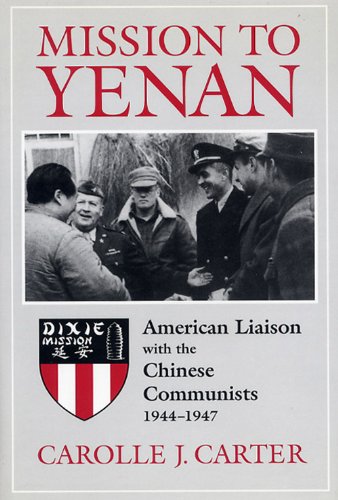 MISSION TO
YENAN
DIXIE
MISSION
延安
American Liaison
with the
Chinese
Communists
1944–1947
CAROLLE J. CARTER